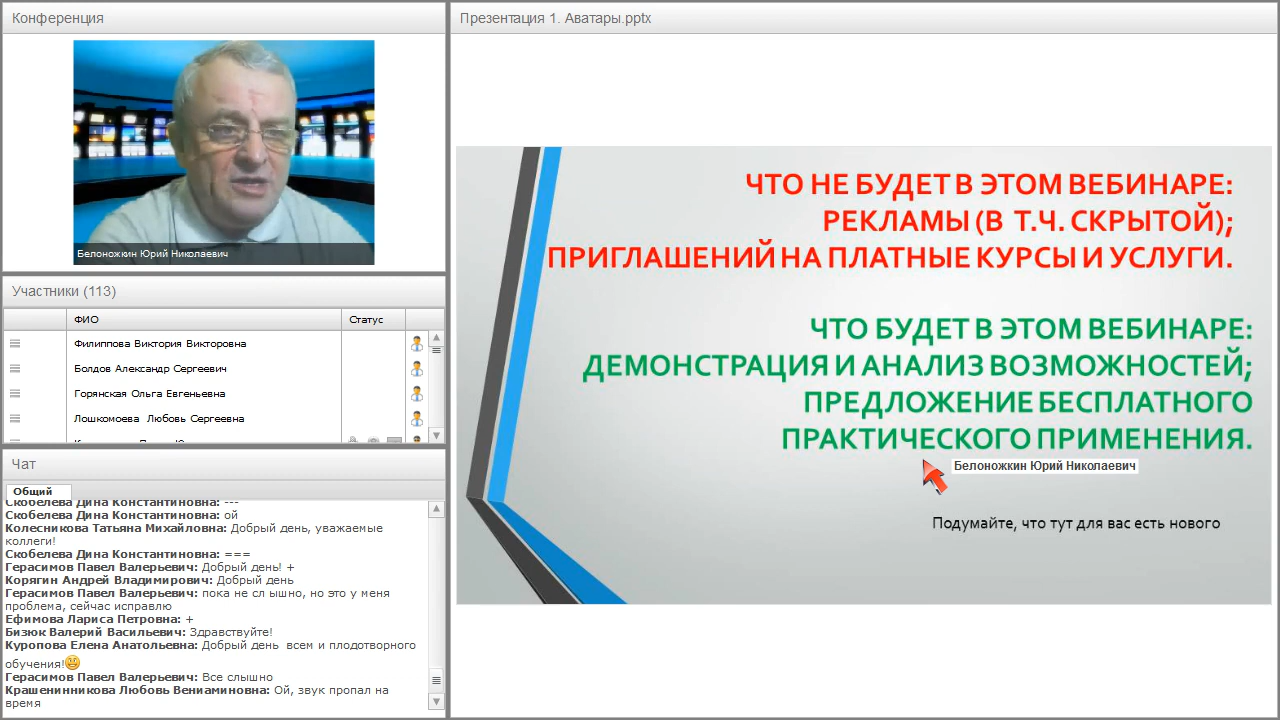 Конференция
Белоножкин Юрий Николаевич
Участники (113)
ФИО Статус
Филиппова Виктория Викторовна
Болдов Александр Сергеевич
Горянская Ольга Евгеньевна
Лошкомоева Любовь Сергеевна
Чат
Общий
Скобелева Дина Константиновна: ---
Скобелева Дина Константиновна: ой
Колесникова Татьяна Михайловна: Добрый день, уважаемые
коллеги!
Скобелева Дина Константиновна: ===
Герасимов Павел Валерьевич: Добрый день! +
Корягин Андрей Владимирович: Добрый день
Герасимов Павел Валерьевич: пока не сл ышно, но это у меня
проблема, сейчас исправлю
Ефимова Лариса Петровна: +
Бизюк Валерий Васильевич: Здравствуйте!
Куропова Елена Анатольевна: Добрый день  всем и плодотворного
обучения!
Герасимов Павел Валерьевич: Все слышно
Крашенинникова Любовь Вениаминовна: Ой, звук пропал на
время
Презентация 1. Аватары.pptx
ЧТО НЕ БУДЕТ В ЭТОМ ВЕБИНАРЕ:
РЕКЛАМЫ (В Т.Ч. СКРЫТОЙ);
ПРИГЛАШЕНИЙ НА ПЛАТНЫЕ КУРСЫ И УСЛУГИ.
ЧТО БУДЕТ В ЭТОМ ВЕБИНАРЕ:
ДЕМОНСТРАЦИЯ И АНАЛИЗ ВОЗМОЖНОСТЕЙ;
ПРЕДЛОЖЕНИЕ БЕСПЛАТНОГО
ПРАКТИЧЕСКОГО ПРИМЕНЕНИЯ.
Белоножкин Юрий Николаевич
Подумайте, что тут для вас есть нового